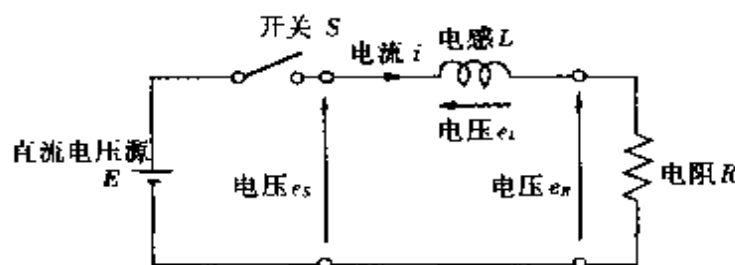 开关 S
电流 i
电感 L
电压 e_L
直流电压源
E
电压 e_S
电压 e_R
电阻 R